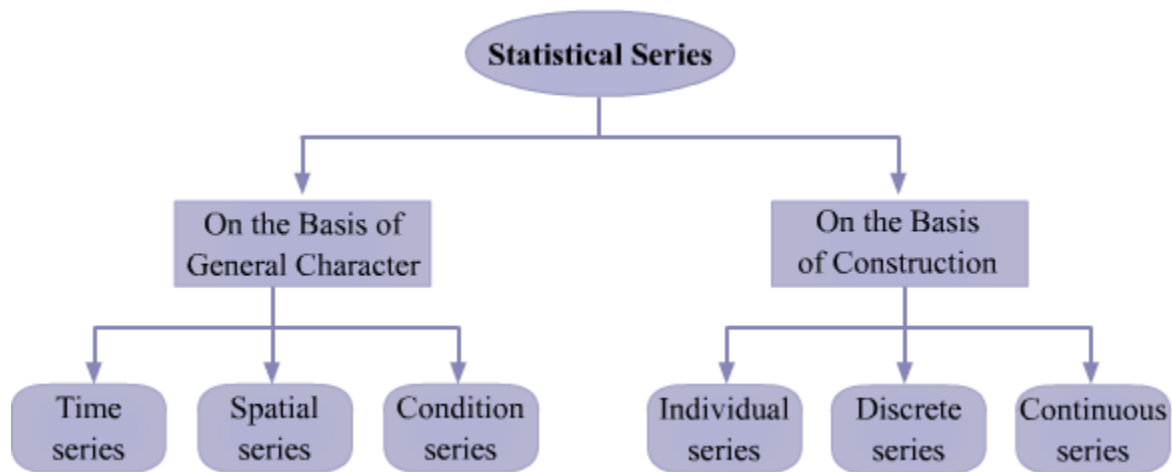 Statistical Series
On the Basis of
General Character
On the Basis
of Construction
Time
series
Spatial
series
Condition
series
Individual
series
Discrete
series
Continuous
series